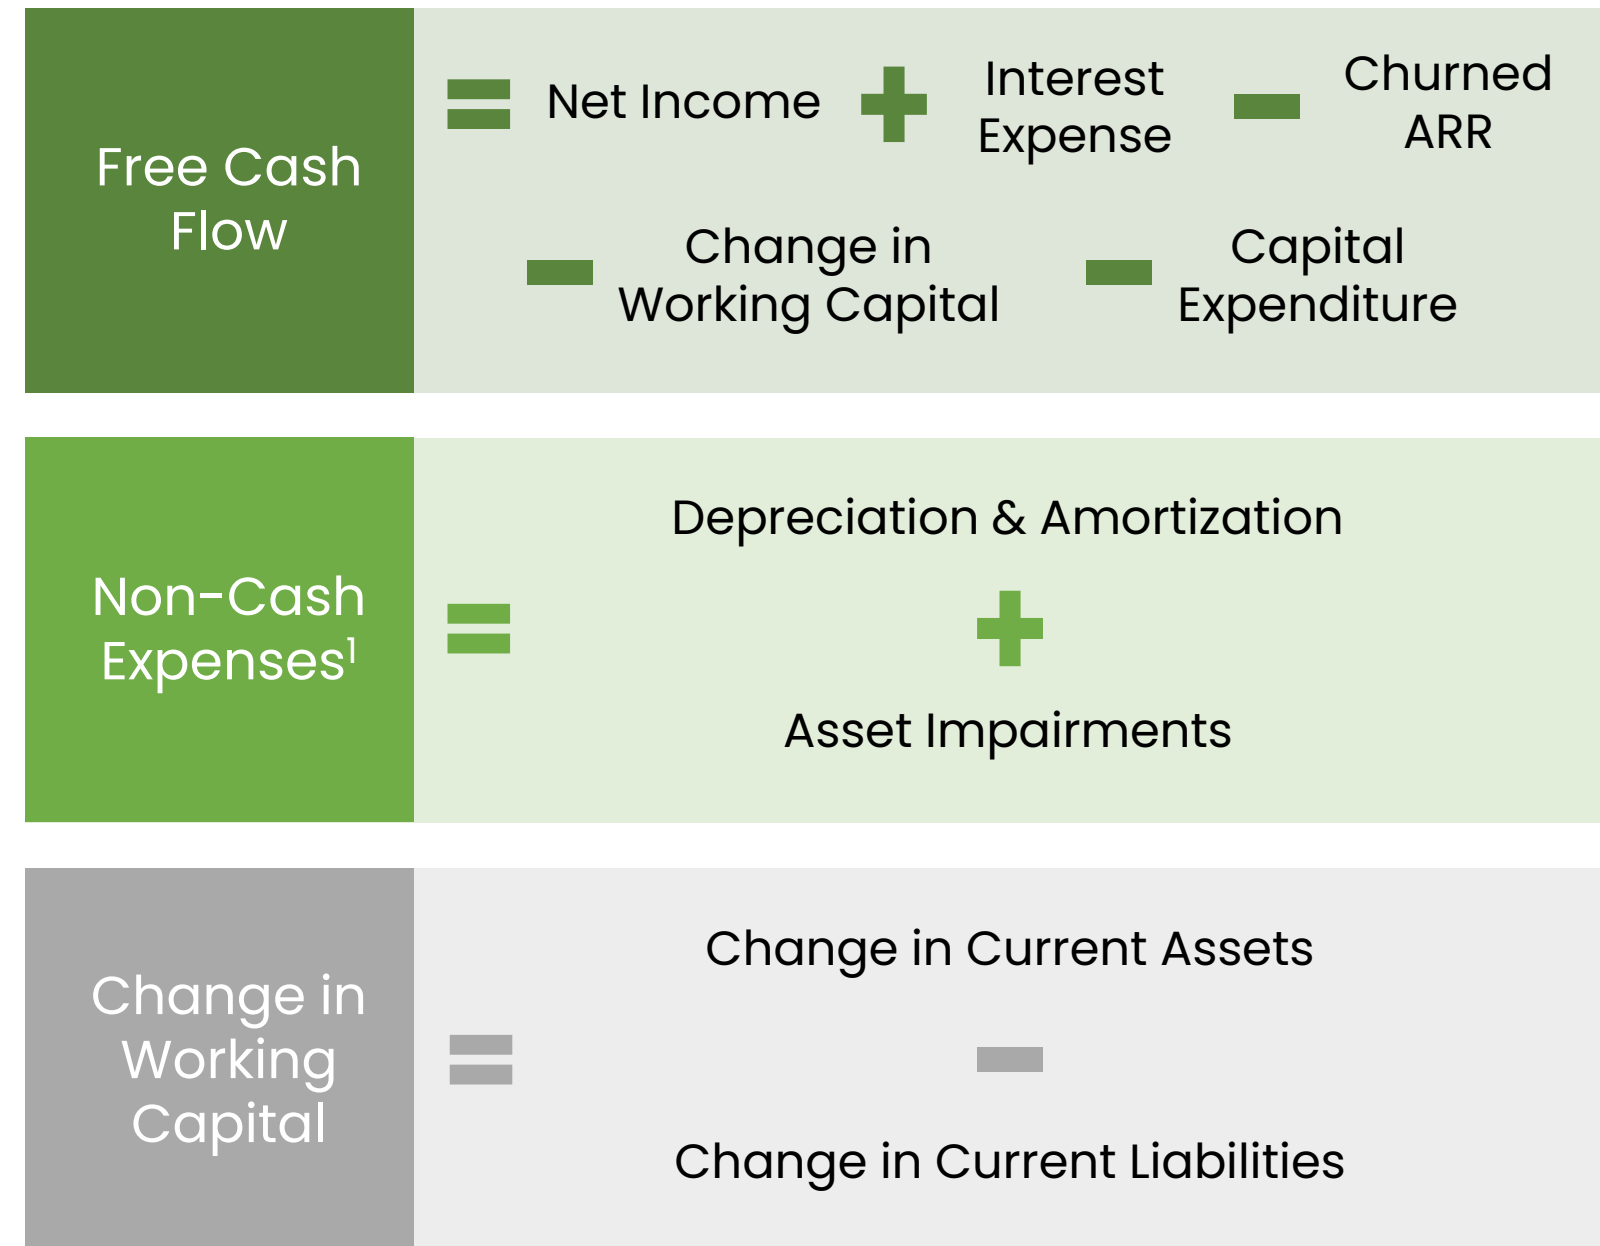 Free Cash
Flow
Net Income
Interest
Expense
Churned
ARR
Change in
Working Capital
Capital
Expenditure
Non-Cash
Expenses¹
Depreciation & Amortization
Asset Impairments
Change in
Working
Capital
Change in Current Assets
Change in Current Liabilities